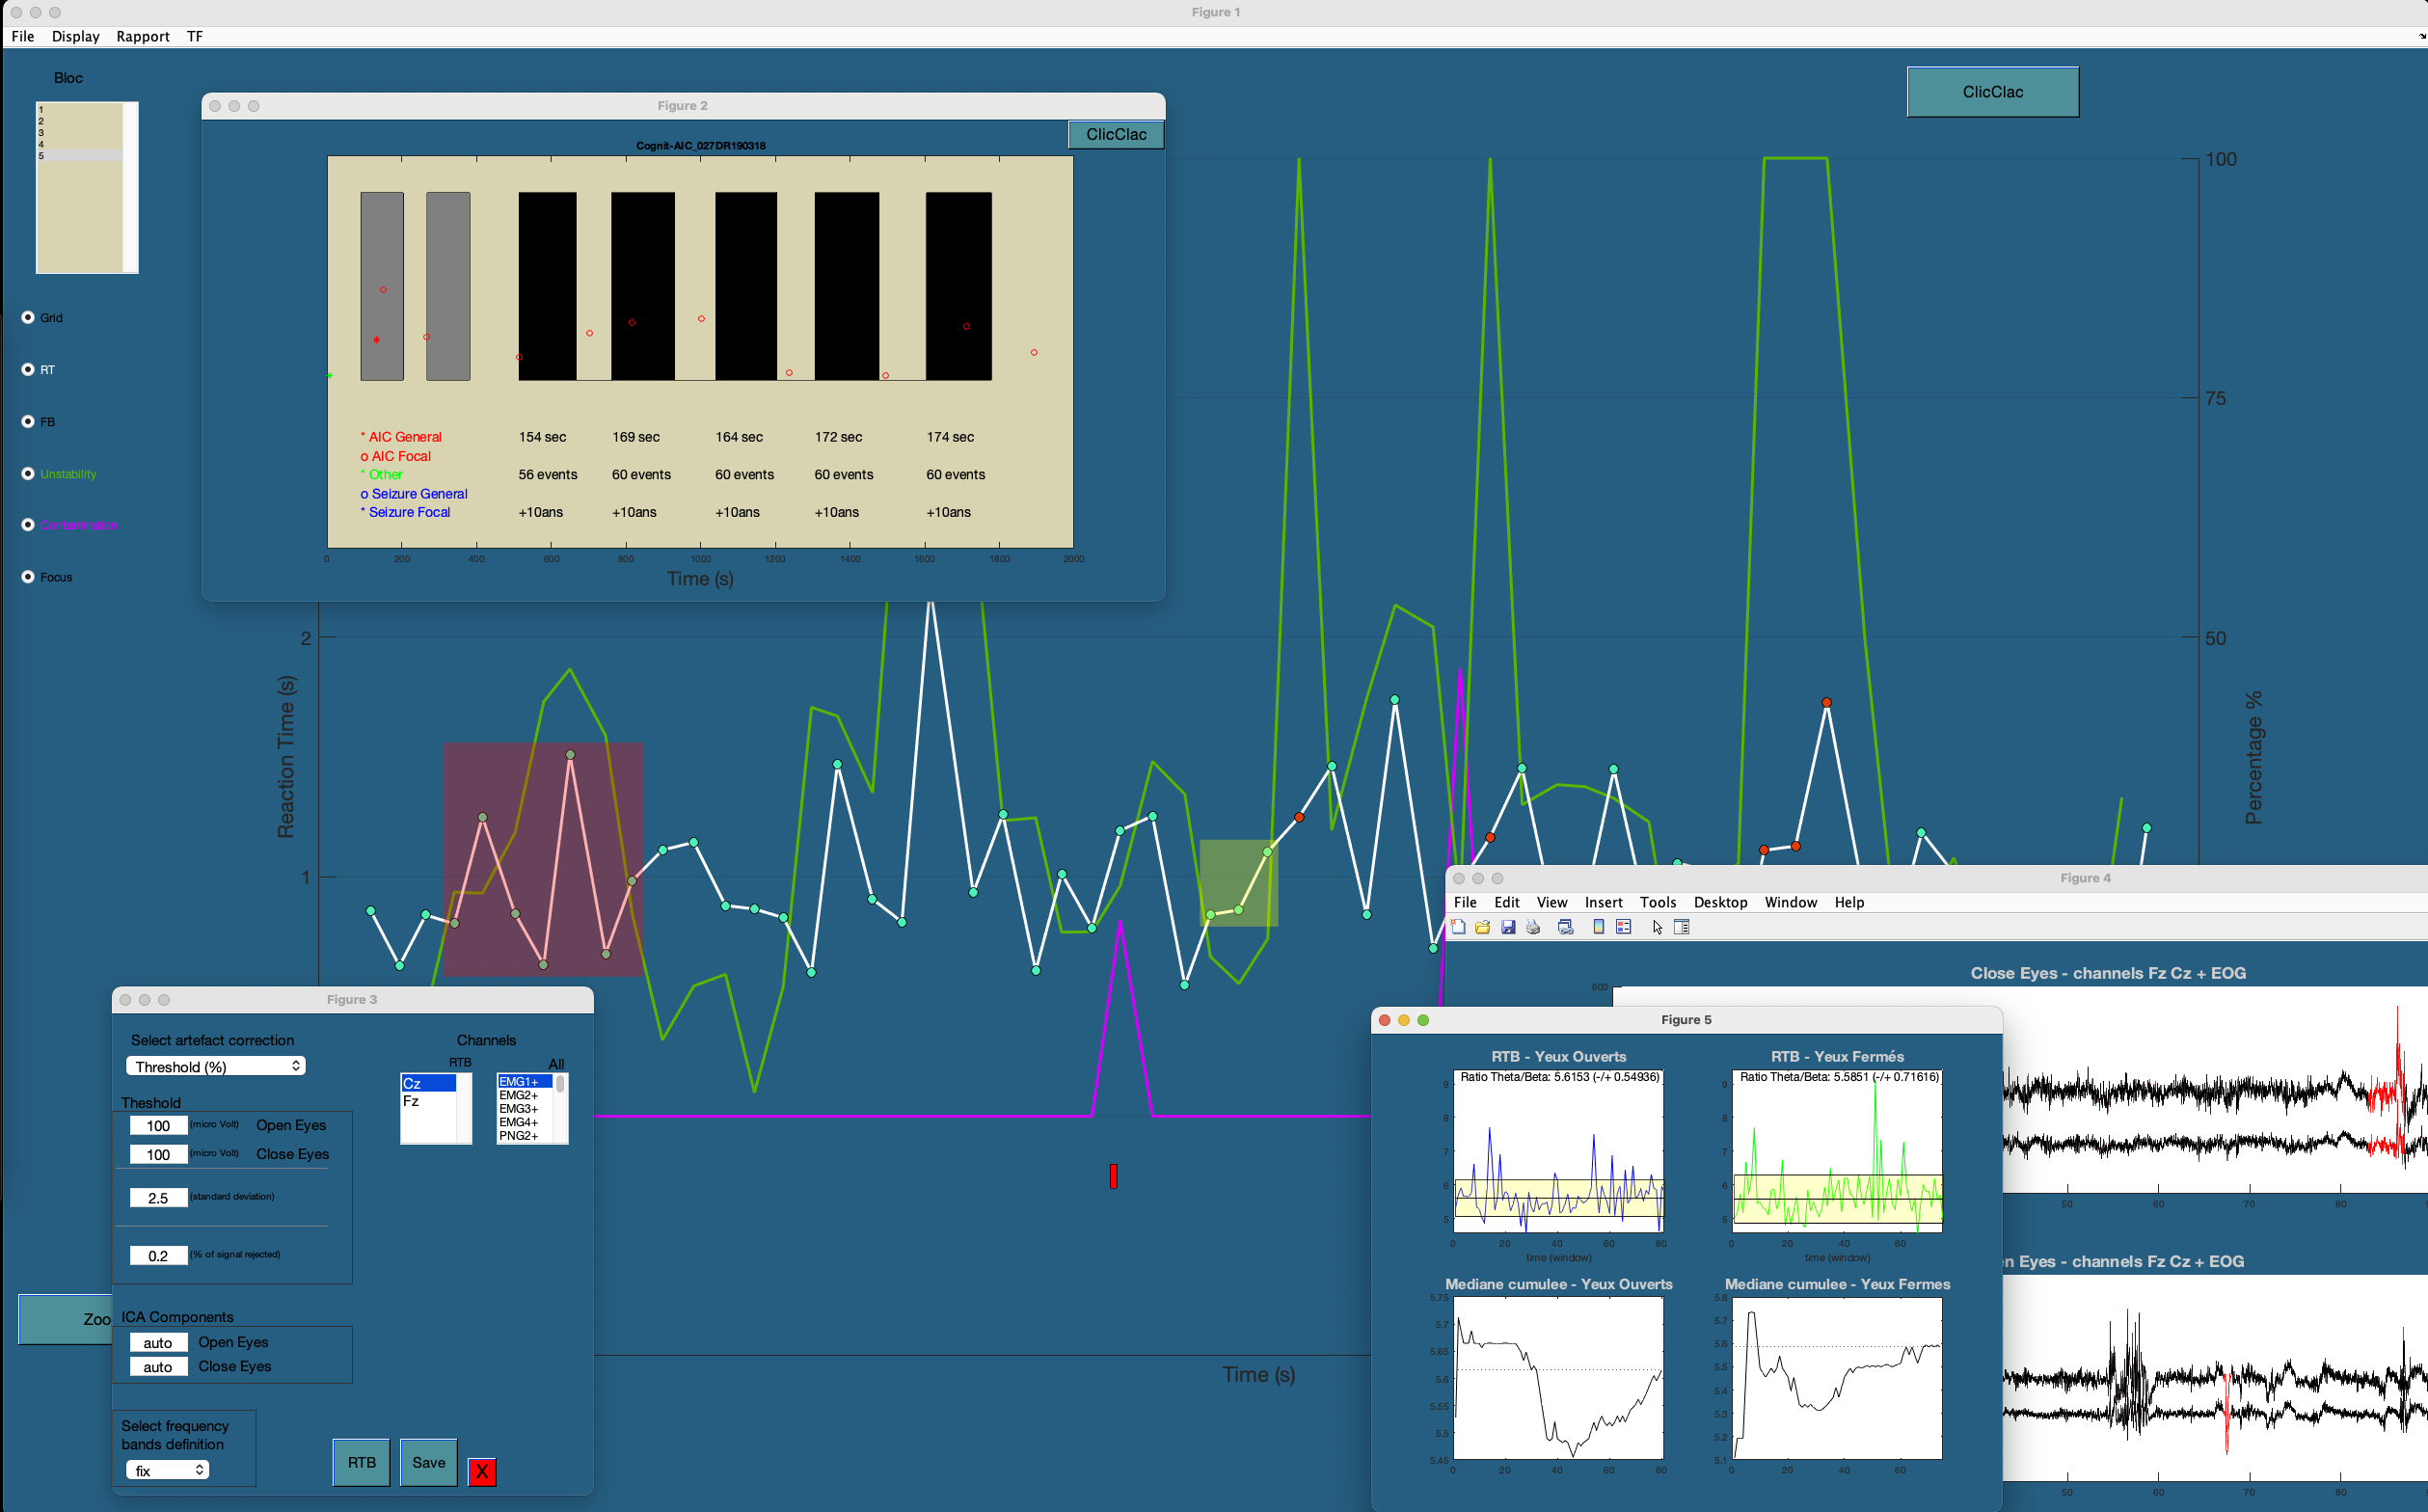 Figure 1
File Display Rapport TF
Bloc
1
2
3
4
5
Grid
RT
FB
Unstability
Contamination
Focus
ClicClac
100
75
50
2
1
Reaction Time (s)
Percentage %
Time (s)
Zoo
Figure 2
ClicClac
Cognit-AIC_027DR190318
* AIC General 154 sec 169 sec 164 sec 172 sec 174 sec
o AIC Focal
* Other 56 events 60 events 60 events 60 events 60 events
o Seizure General
* Seizure Focal +10ans +10ans +10ans +10ans +10ans
0 200 400 600 800 1000 1200 1400 1600 1800 2000
Time (s)
Figure 3
Select artefact correction
Threshold (%)
Channels
RTB All
Cz
Fz
EMG1+
EMG2+
EMG3+
EMG4+
PNG2+
Theshold
100 (micro Volt) Open Eyes
100 (micro Volt) Close Eyes
2.5 (standard deviation)
0.2 (% of signal rejected)
ICA Components
auto Open Eyes
auto Close Eyes
Select frequency
bands definition
fix
RTB Save X
Figure 4
File Edit View Insert Tools Desktop Window Help
Close Eyes - channels Fz Cz + EOG
600
50 60 70 80
n Eyes - channels Fz Cz + EOG
50 60 70 80
Figure 5
RTB - Yeux Ouverts
Ratio Theta/Beta: 5.6153 (-/+ 0.54936)
9
8
7
6
5
0 20 40 60 80
time (window)
RTB - Yeux Fermés
Ratio Theta/Beta: 5.5851 (-/+ 0.71616)
9
8
7
6
5
0 20 40 60
time (window)
Mediane cumulee - Yeux Ouverts
5.75
5.7
5.65
5.6
5.55
5.5
5.45
0 20 40 60 80
Mediane cumulee - Yeux Fermes
5.8
5.7
5.6
5.5
5.4
5.3
5.2
5.1
0 20 40 60